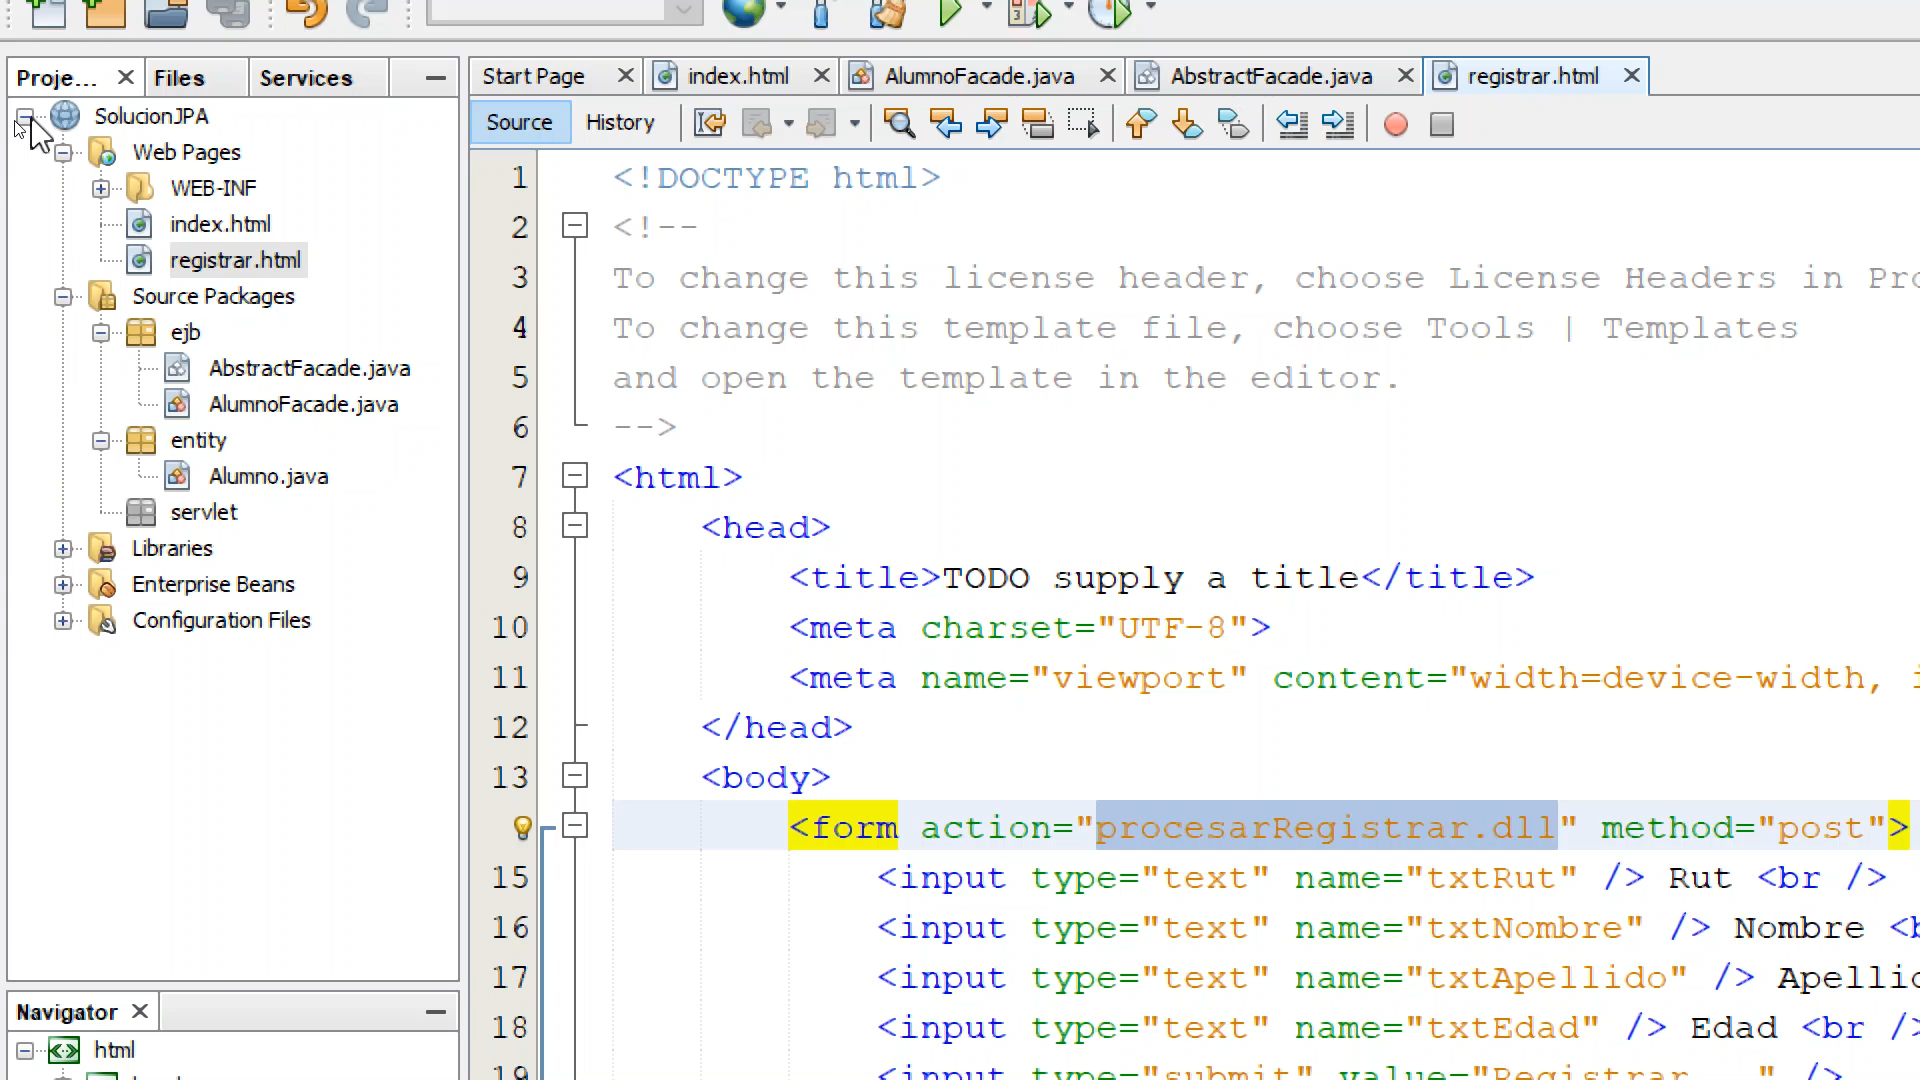 Proje...
Files
Services
Start Page
index.html
AlumnoFacade.java
AbstractFacade.java
registrar.html
Source
History
SolucionJPA
Web Pages
WEB-INF
index.html
registrar.html
Source Packages
ejb
AbstractFacade.java
AlumnoFacade.java
entity
Alumno.java
servlet
Libraries
Enterprise Beans
Configuration Files
Navigator
html
1 <!DOCTYPE html>
2 <!--
3 To change this license header, choose License Headers in Pro
4 To change this template file, choose Tools | Templates
5 and open the template in the editor.
6 -->
7 <html>
8 <head>
9 <title>TODO supply a title</title>
10 <meta charset="UTF-8">
11 <meta name="viewport" content="width=device-width, i
12 </head>
13 <body>
<form action="procesarRegistrar.dll" method="post">
15 <input type="text" name="txtRut" /> Rut <br />
16 <input type="text" name="txtNombre" /> Nombre <b
17 <input type="text" name="txtApellido" /> Apellid
18 <input type="text" name="txtEdad" /> Edad <br />
19 <input type="submit" value="Registrar" />